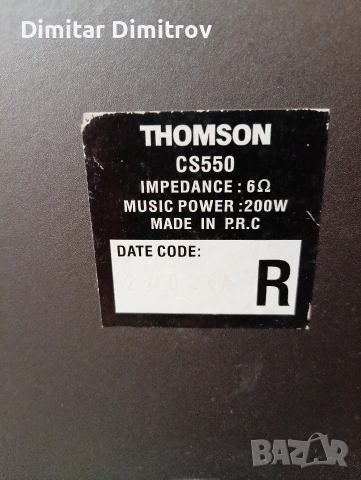 Dimitar Dimitrov
THOMSON
CS550
IMPEDANCE : 6Ω
MUSIC POWER :200W
MADE IN P.R.C
DATE CODE:
R
BAZAR